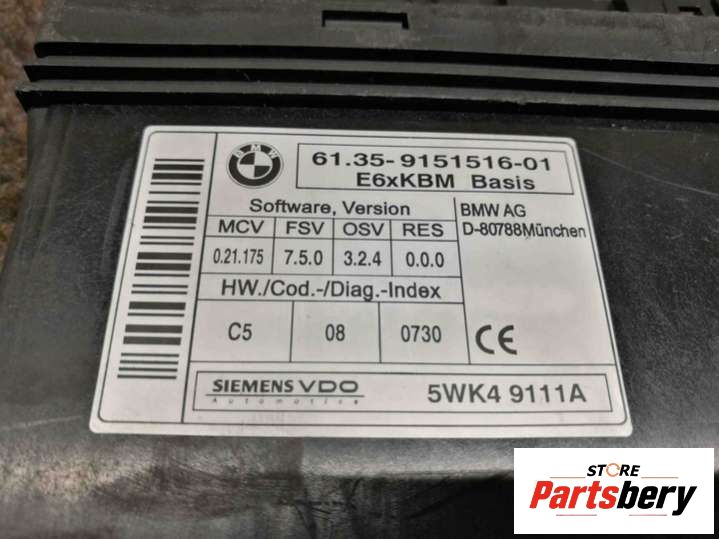 BMW
61.35-9151516-01
E6xKBM Basis
Software, Version
MCV FSV OSV RES
0.21.175 7.5.0 3.2.4 0.0.0
HW./Cod.-/Diag.-Index
C5 08 0730
BMW AG
D-80788München
CE
SIEMENS VDO
Automotive
5WK4 9111A
STORE
Partsbery